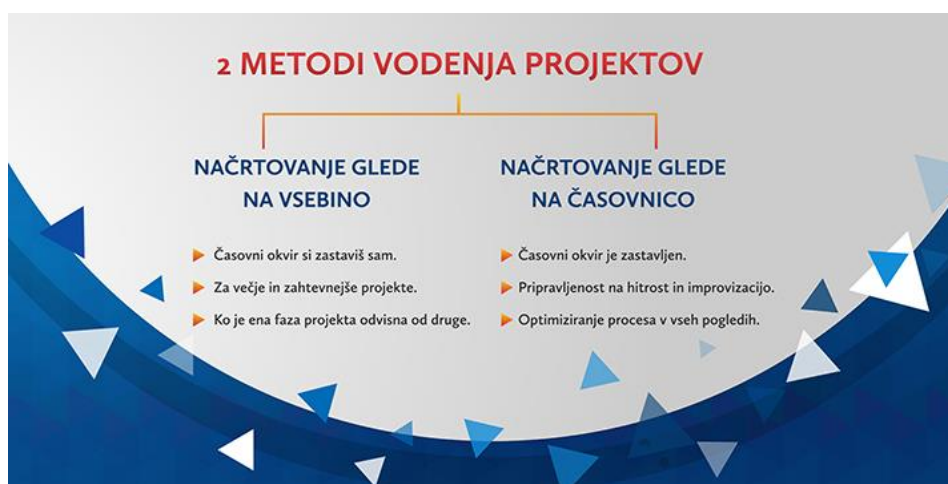 2 METODI VODENJA PROJEKTOV
NAČRTOVANJE GLEDE
NA VSEBINO
Časovni okvir si zastaviš sam.
Za večje in zahtevnejše projekte.
Ko je ena faza projekta odvisna od druge.
NAČRTOVANJE GLEDE
NA ČASOVNICO
Časovni okvir je zastavljen.
Pripravljenost na hitrost in improvizacijo.
Optimiziranje procesa v vseh pogledih.